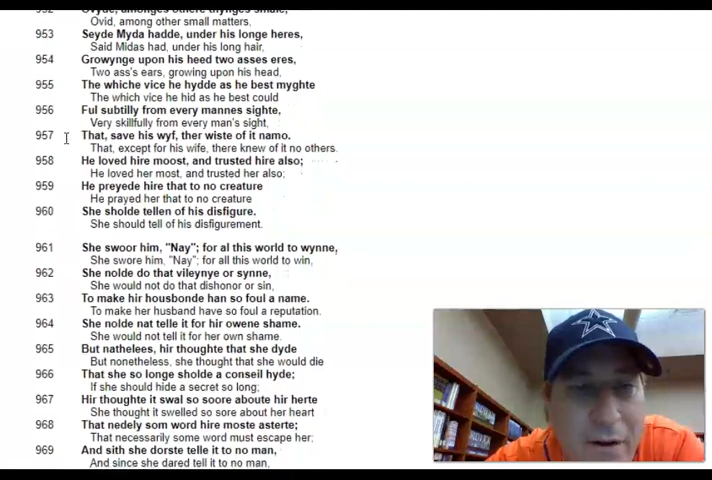 952 Ovyde, amonges othere thynges smale,
Ovid, among other small matters,
953 Seyde Myda hadde, under his longe heres,
Said Midas had, under his long hair,
954 Growynge upon his heed two asses eres,
Two ass's ears, growing upon his head,
955 The whiche vice he hydde as he best myghte
The which vice he hid as he best could
956 Ful subtilly from every mannes sighte,
Very skillfully from every man's sight,
957 That, save his wyf, ther wiste of it namo.
That, except for his wife, there knew of it no others.
958 He loved hire moost, and trusted hire also;
He loved her most, and trusted her also;
959 He preyede hire that to no creature
He prayed her that to no creature
960 She sholde tellen of his disfigure.
She should tell of his disfigurement.
961 She swoor him, "Nay"; for al this world to wynne,
She swore him, "Nay"; for all this world to win,
962 She nolde do that vileynye or synne,
She would not do that dishonor or sin,
963 To make hir housbonde han so foul a name.
To make her husband have so foul a reputation.
964 She nolde nat telle it for hir owene shame.
She would not tell it for her own shame.
965 But nathelees, hir thoughte that she dyde
But nonetheless, she thought that she would die
966 That she so longe sholde a conseil hyde;
If she should hide a secret so long;
967 Hir thoughte it swal so soore aboute hir herte
She thought it swelled so sore about her heart
968 That nedely som word hire moste asterte;
That necessarily some word must escape her;
969 And sith she dorste telle it to no man,
And since she dared tell it to no man,